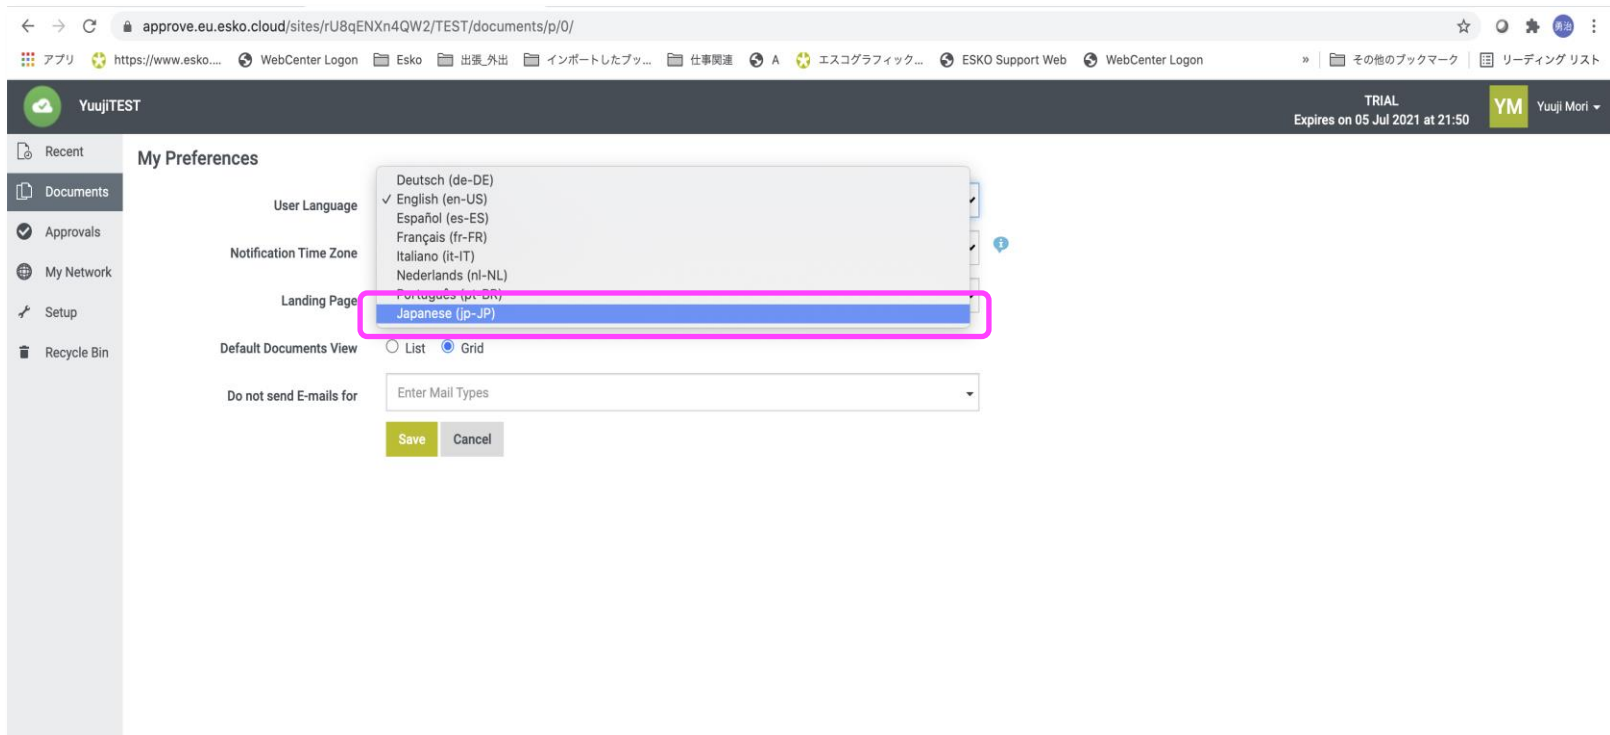 approve.eu.esko.cloud/sites/rU8qENXn4QW2/TEST/documents/p/0/
勇治
アプリ https://www.esko.... WebCenter Logon Esko 出張_外出 インポートしたブッ... 仕事関連 A エスコグラフィック... ESKO Support Web WebCenter Logon » その他のブックマーク リーディング リスト
YuujiTEST
TRIAL
Expires on 05 Jul 2021 at 21:50
YM Yuuji Mori
Recent
Documents
Approvals
My Network
Setup
Recycle Bin
My Preferences
User Language
Deutsch (de-DE)
✓ English (en-US)
Español (es-ES)
Français (fr-FR)
Italiano (it-IT)
Nederlands (nl-NL)
Português (pt-BR)
Japanese (jp-JP)
Notification Time Zone
Landing Page
Default Documents View List Grid
Do not send E-mails for Enter Mail Types
Save Cancel